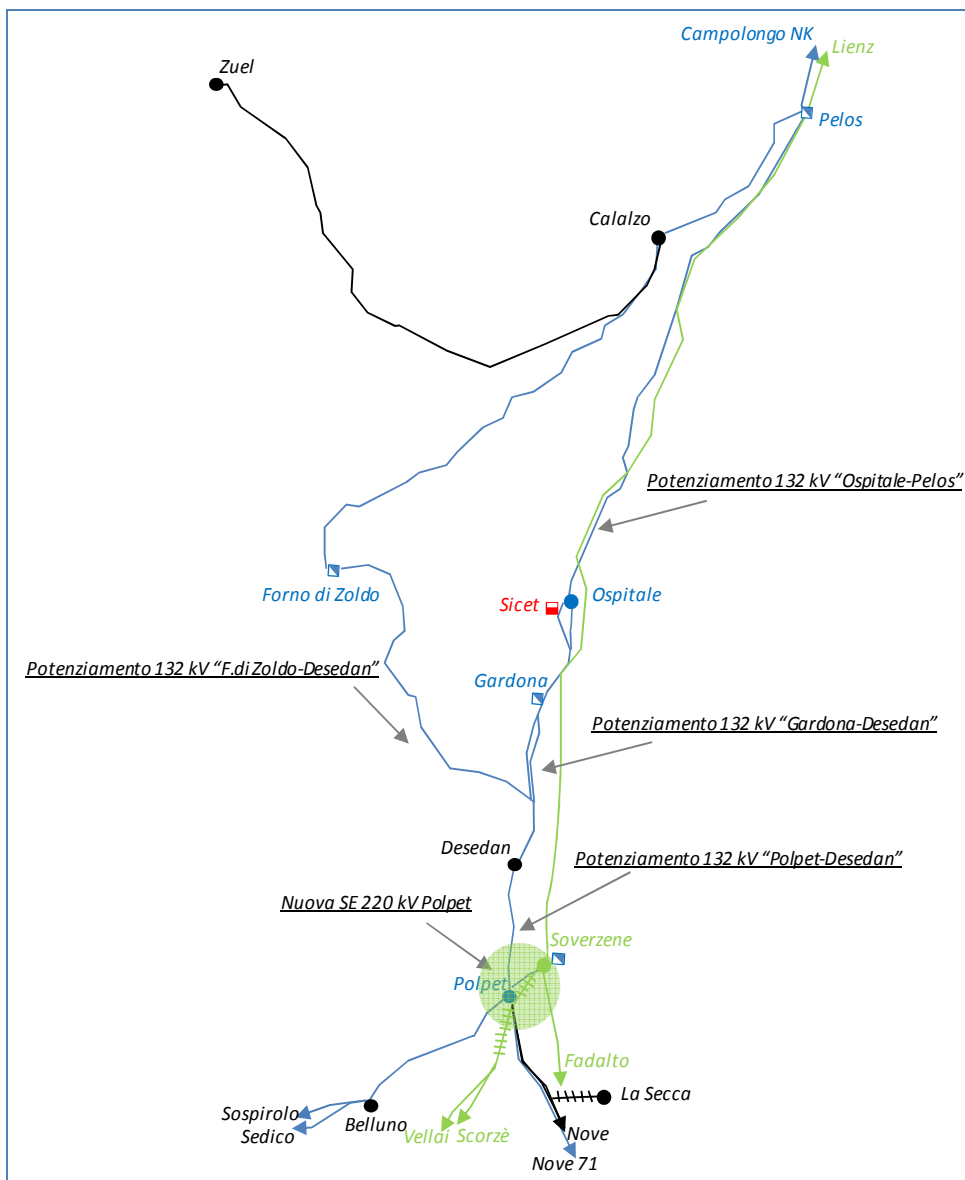 Campolongo NK
Lienz
Zuel
Pelos
Calalzo
Potenziamento 132 kV “Ospitale-Pelos”
Forno di Zoldo
Sicet
Ospitale
Potenziamento 132 kV “F.di Zoldo-Desedan”
Gardona
Potenziamento 132 kV “Gardona-Desedan”
Desedan
Potenziamento 132 kV “Polpet-Desedan”
Nuova SE 220 kV Polpet
Soverzene
Polpet
Fadalto
La Secca
Sospirolo
Belluno
Sedico
Vellai
Scorzè
Nove
Nove 71